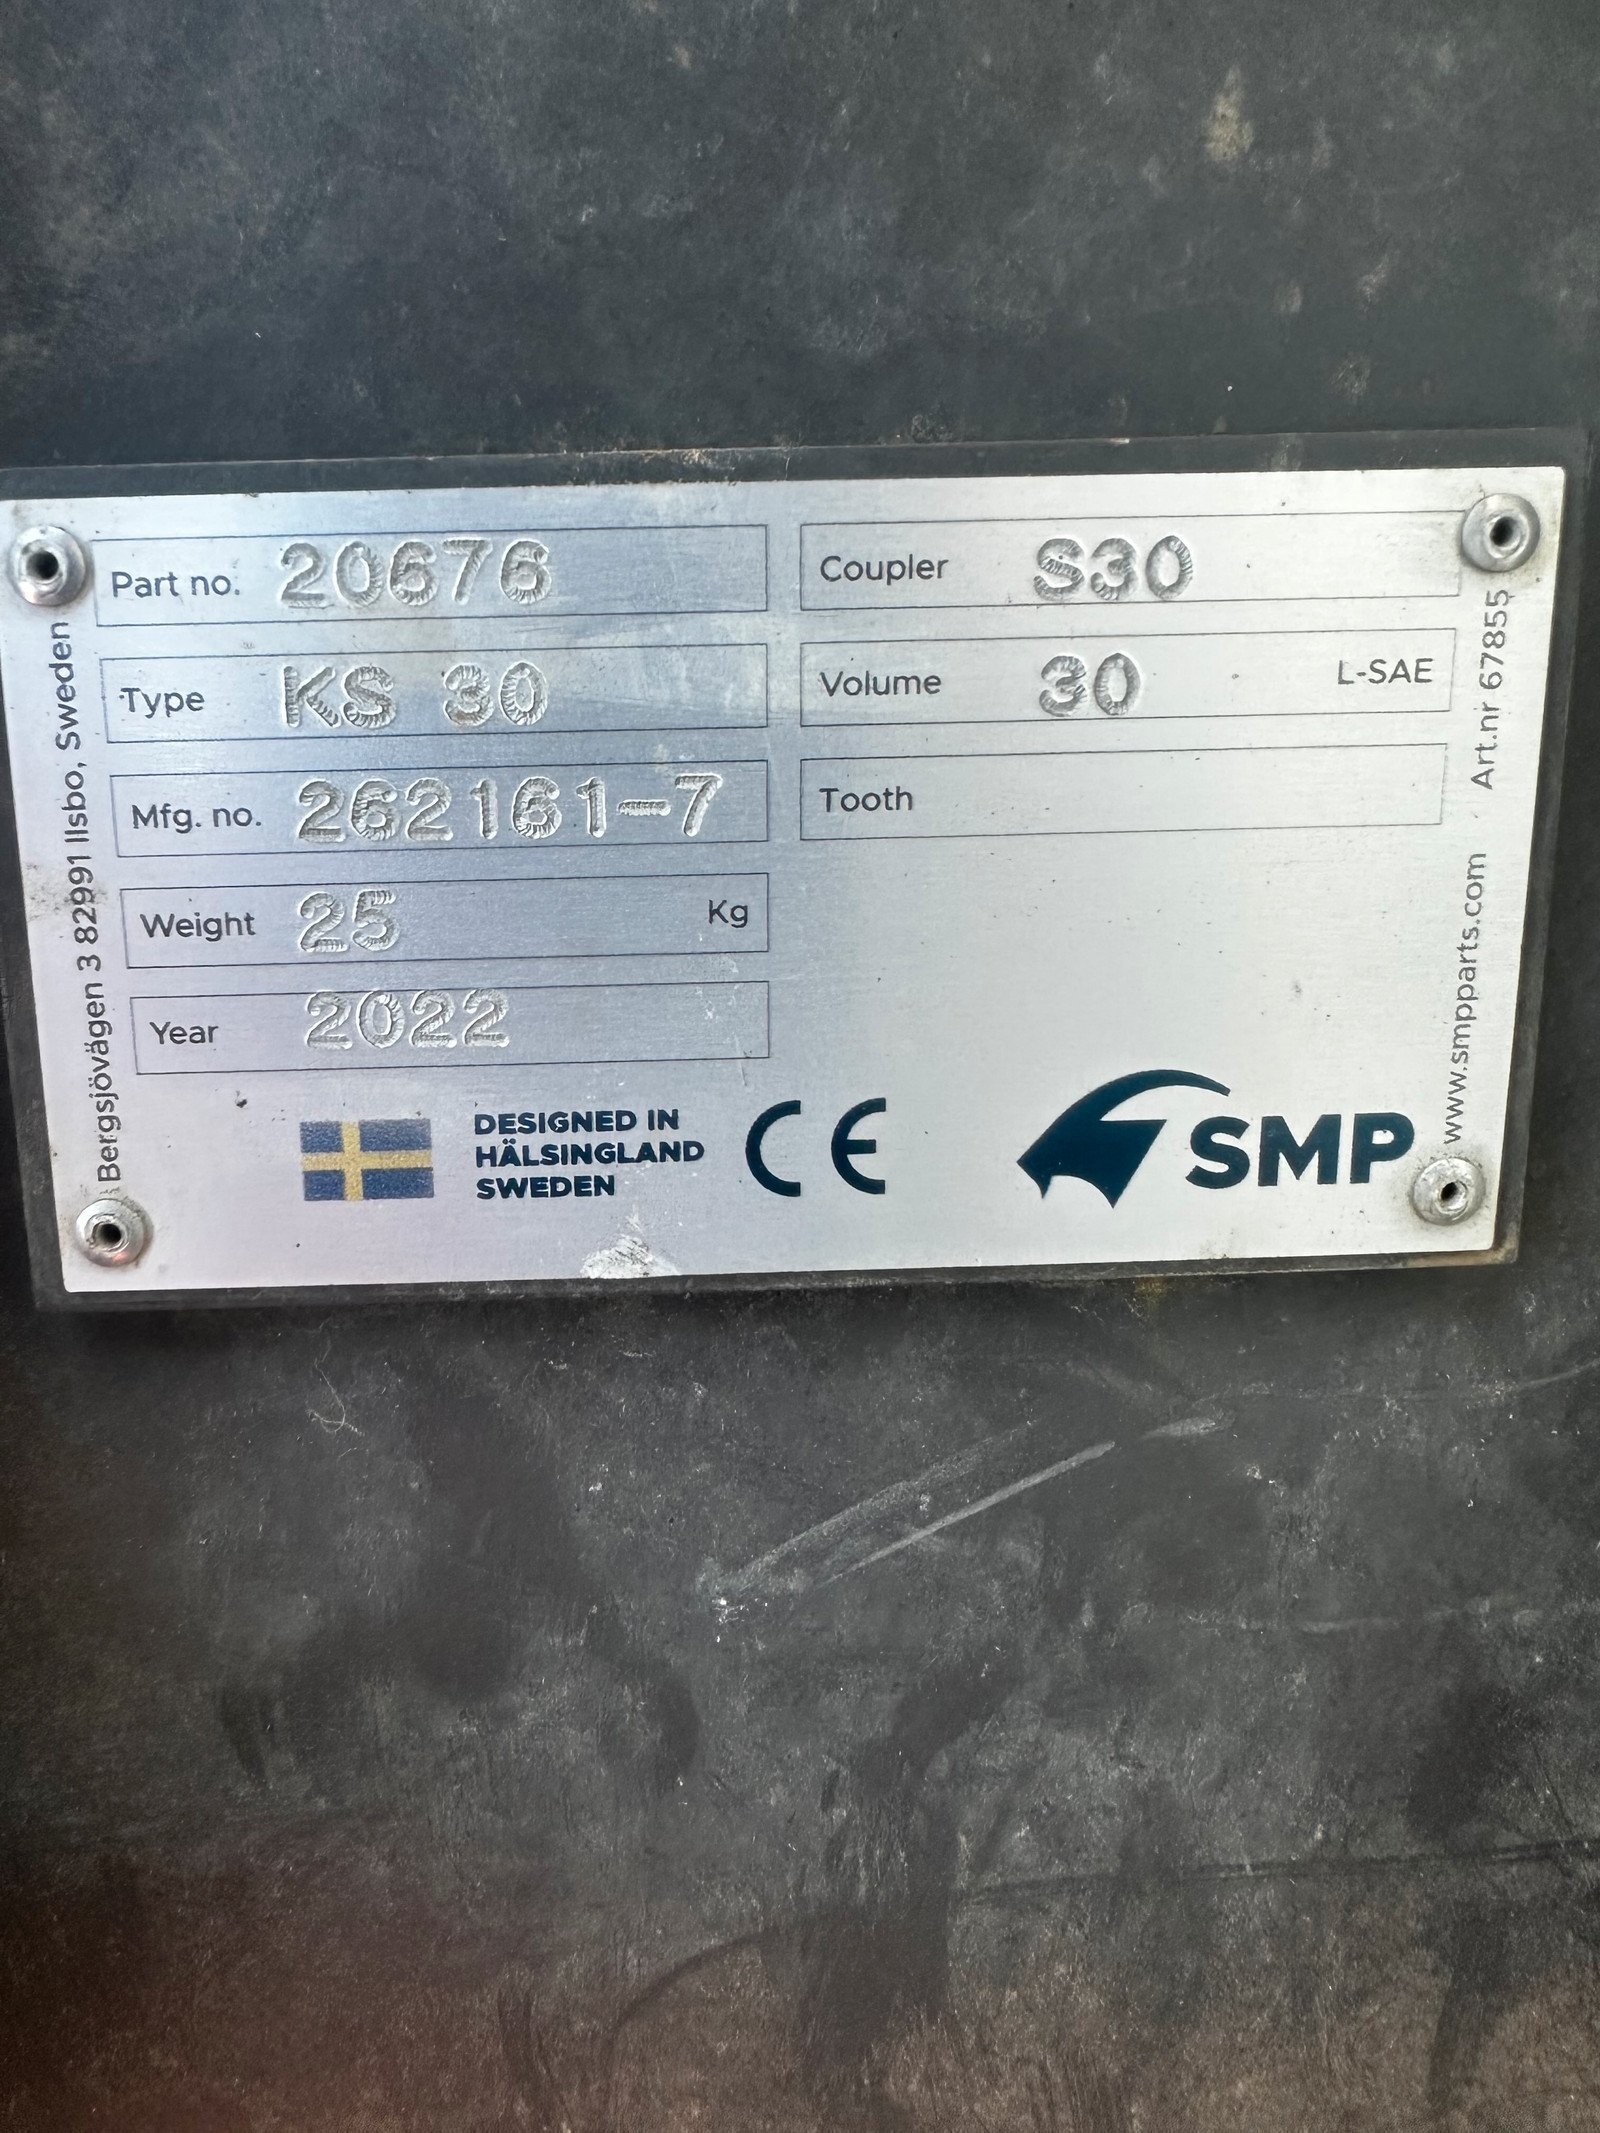 Part no. 20676
Type KS 30
Mfg. no. 262161-7
Weight 25 Kg
Year 2022
Coupler S30
Volume 30 L-SAE
Tooth
DESIGNED IN
HÄLSINGLAND
SWEDEN
CE
SMP
Bergsjövägen 3 82991 Ilsbo, Sweden
www.smpparts.com Art.nr 67855